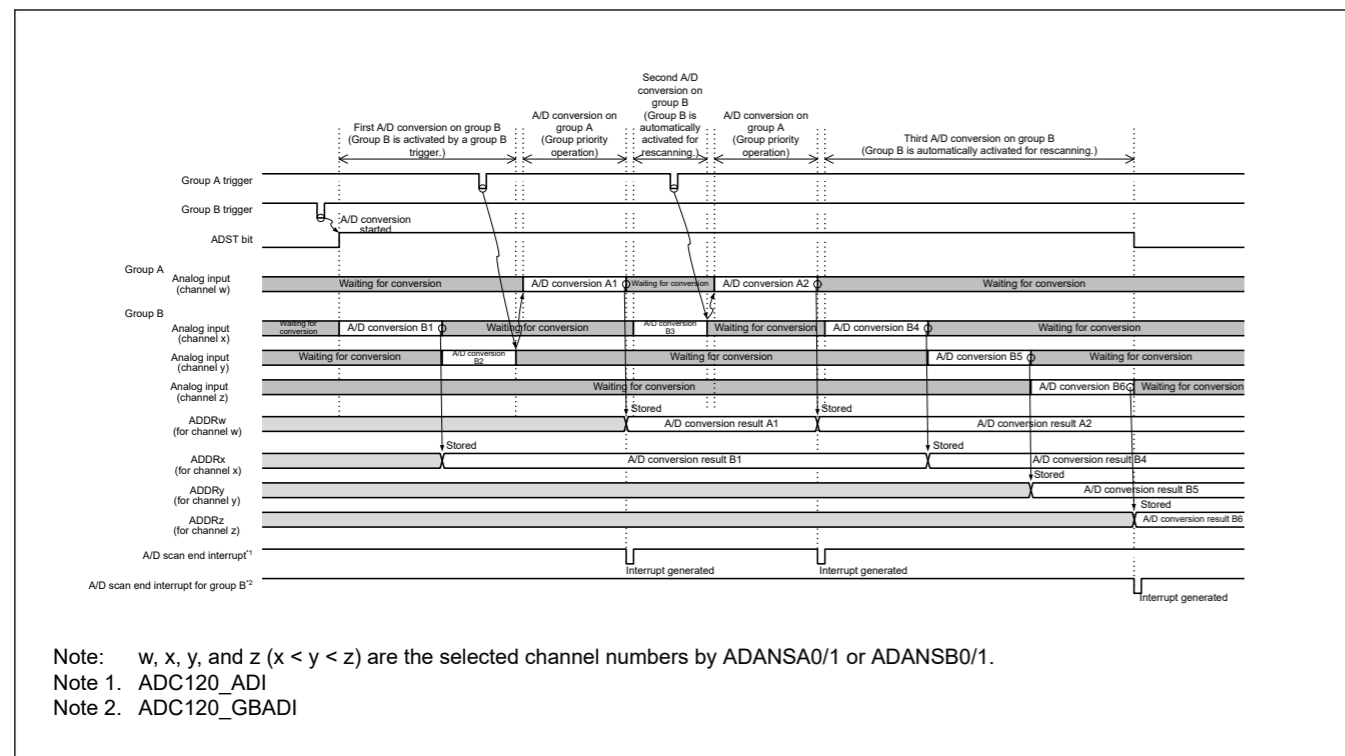 Second A/D
conversion on
group B
(Group B is
automatically
activated for
rescanning.)
First A/D conversion on group B
(Group B is activated by a group B
trigger.)
A/D conversion on
group A
(Group priority
operation)
A/D conversion on
group A
(Group priority
operation)
Third A/D conversion on group B
(Group B is automatically activated for rescanning.)
Group A trigger
Group B trigger
A/D conversion
started
ADST bit
Group A
Analog input
(channel w)
Waiting for conversion
A/D conversion A1
Waiting for conversion
A/D conversion A2
Waiting for conversion
Group B
Analog input
(channel x)
Waiting for
conversion
A/D conversion B1
Waiting for conversion
A/D conversion
B3
Waiting for conversion
A/D conversion B4
Waiting for conversion
Analog input
(channel y)
Waiting for conversion
A/D conversion
B2
Waiting for conversion
A/D conversion B5
Waiting for conversion
Analog input
(channel z)
Waiting for conversion
A/D conversion B6
Waiting for conversion
Stored
Stored
ADDRw
(for channel w)
A/D conversion result A1
A/D conversion result A2
Stored
Stored
ADDRx
(for channel x)
A/D conversion result B1
A/D conversion result B4
Stored
ADDRy
(for channel y)
A/D conversion result B5
Stored
ADDRz
(for channel z)
A/D conversion result B6
A/D scan end interrupt*1
Interrupt generated
Interrupt generated
A/D scan end interrupt for group B*2
Interrupt generated
Note: w, x, y, and z (x < y < z) are the selected channel numbers by ADANSA0/1 or ADANSB0/1.
Note 1. ADC120_ADI
Note 2. ADC120_GBADI